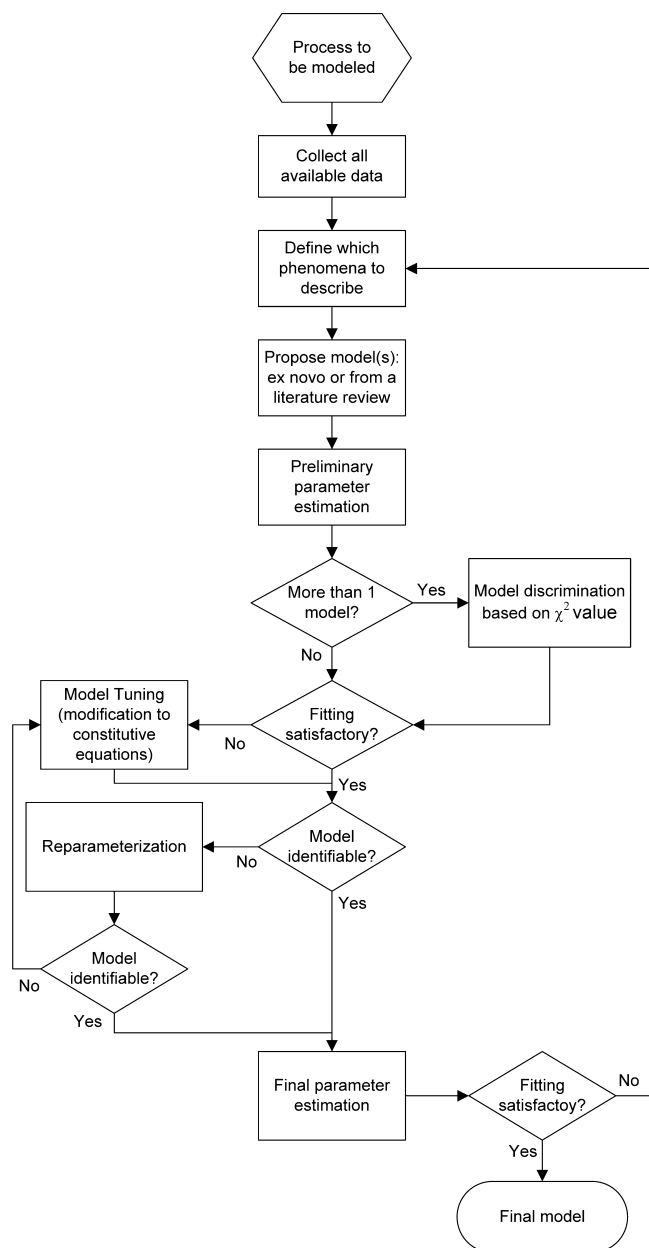 Process to
be modeled
Collect all
available data
Define which
phenomena to
describe
Propose model(s):
ex novo or from a
literature review
Preliminary
parameter
estimation
More than 1
model?
Yes
Model discrimination
based on χ² value
No
Model Tuning
(modification to
constitutive
equations)
Fitting
satisfactory?
No
Yes
Reparameterization
Model
identifiable?
No
Yes
Model
identifiable?
No
Yes
Final parameter
estimation
Fitting
satisfactoy?
No
Yes
Final model